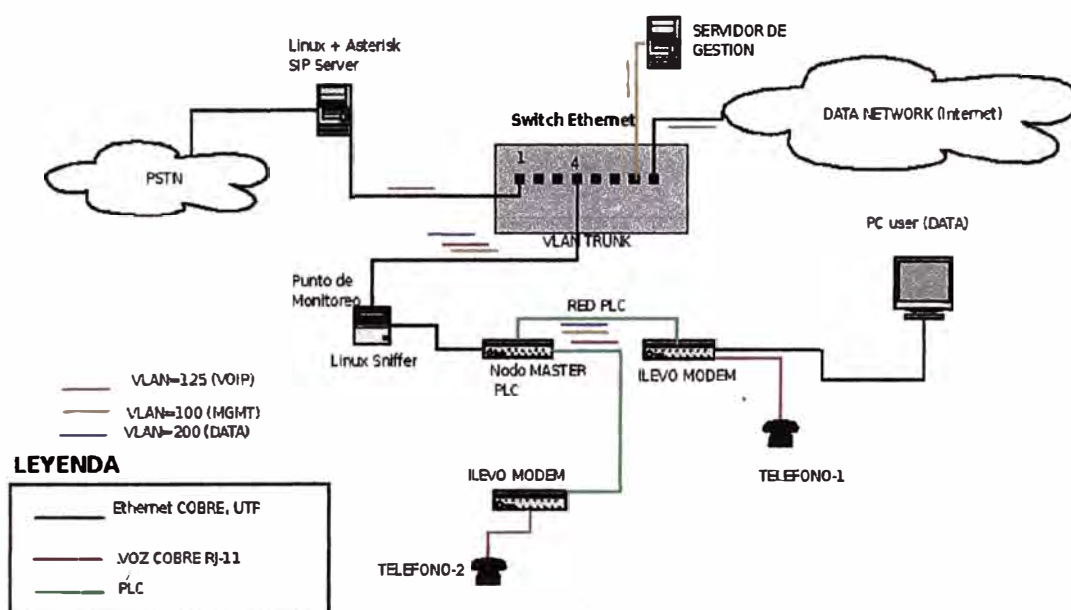 Linux + Asterisk
SIP Server
SERVIDOR DE
GESTION
Switch Ethernet
DATA NETWORK (Internet)
1
4
PSTN
VLAN TRUNK
PC user (DATA)
Punto de
Monitoreo
RED PLC
Linux Sniffer
Nodo MASTER
PLC
ILEVO MODEM
VLAN=125 (VOIP)
VLAN=100 (MGMT)
VLAN=200 (DATA)
TELEFONO-1
LEYENDA
ILEVO MODEM
Ethernet COBRE, UTF
VOZ COBRE RJ-11
TELEFONO-2
PLC